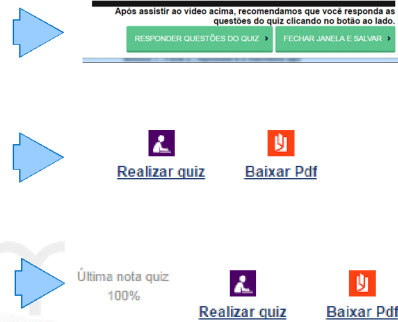 Após assistir ao vídeo acima, recomendamos que você responda as
questões do quiz clicando no botão ao lado.
RESPONDER QUESTÕES DO QUIZ
FECHAR JANELA E SALVAR
Realizar quiz
Baixar Pdf
Última nota quiz
100%
Realizar quiz
Baixar Pdf